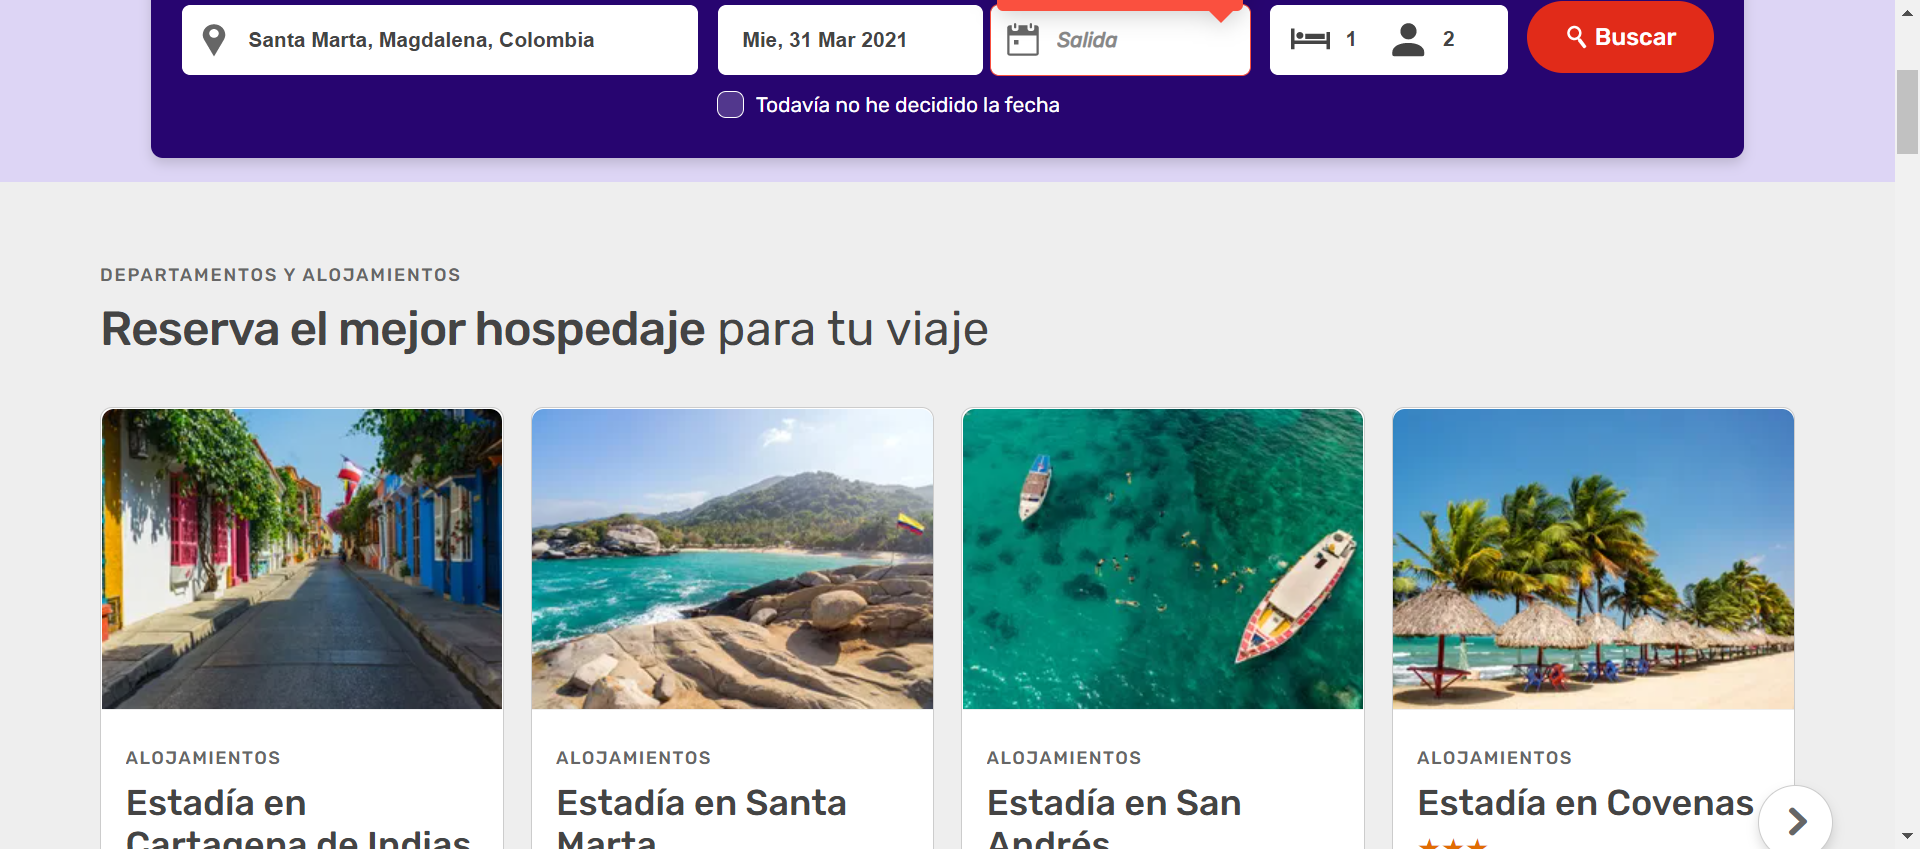 Santa Marta, Magdalena, Colombia
Mie, 31 Mar 2021
Salida
1
2
Buscar
Todavía no he decidido la fecha
DEPARTAMENTOS Y ALOJAMIENTOS
Reserva el mejor hospedaje para tu viaje
ALOJAMIENTOS
Estadía en
Cartagena de Indias
ALOJAMIENTOS
Estadía en Santa
Marta
ALOJAMIENTOS
Estadía en San
Andrés
ALOJAMIENTOS
Estadía en Covenas